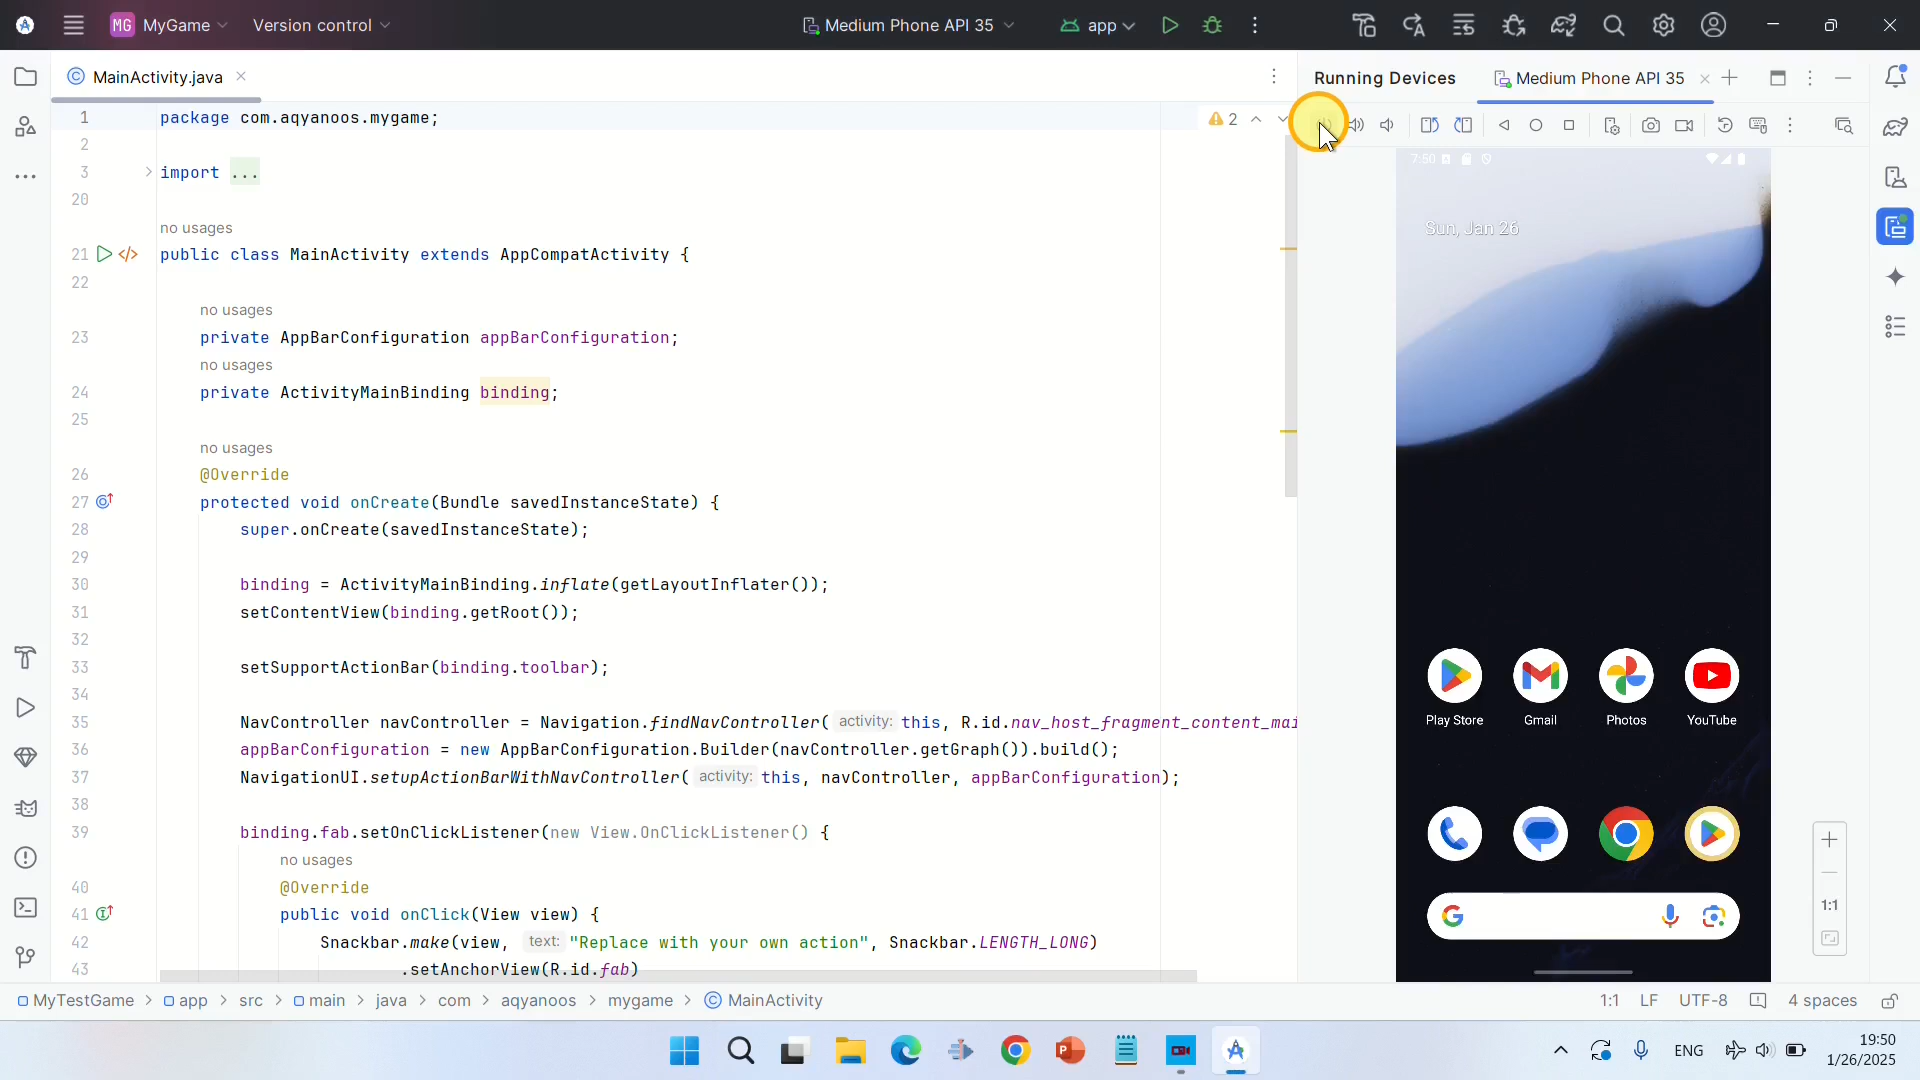 MG MyGame Version control Medium Phone API 35 app
MainActivity.java
Running Devices Medium Phone API 35
1 package com.aqyanoos.mygame;
2
2
3 import ...
20
no usages
21 public class MainActivity extends AppCompatActivity {
22
no usages
23 private AppBarConfiguration appBarConfiguration;
no usages
24 private ActivityMainBinding binding;
25
no usages
26 @Override
27 protected void onCreate(Bundle savedInstanceState) {
28 super.onCreate(savedInstanceState);
29
30 binding = ActivityMainBinding.inflate(getLayoutInflater());
31 setContentView(binding.getRoot());
32
33 setSupportActionBar(binding.toolbar);
34
35 NavController navController = Navigation.findNavController( activity: this, R.id.nav_host_fragment_content_mai
36 appBarConfiguration = new AppBarConfiguration.Builder(navController.getGraph()).build();
37 NavigationUI.setupActionBarWithNavController( activity: this, navController, appBarConfiguration);
38
39 binding.fab.setOnClickListener(new View.OnClickListener() {
no usages
40 @Override
41 public void onClick(View view) {
42 Snackbar.make(view, text: "Replace with your own action", Snackbar.LENGTH_LONG)
43 .setAnchorView(R.id.fab)
7:50
Sun, Jan 26
Play Store Gmail Photos YouTube
1:1
MyTestGame > app > src > main > java > com > aqyanoos > mygame > MainActivity
1:1 LF UTF-8 4 spaces
ENG
19:50
1/26/2025